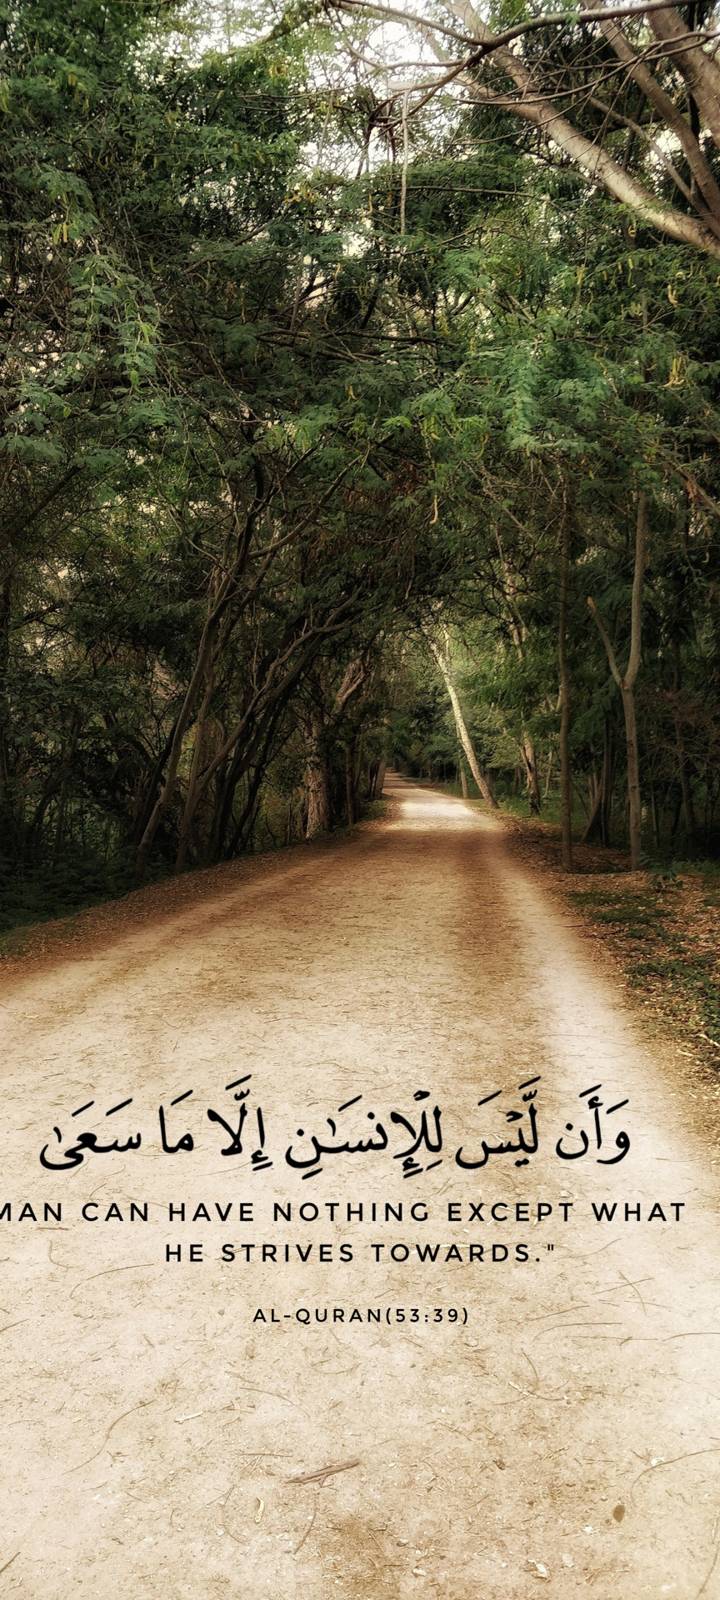 وَأَن لَّيْسَ لِلْإِنسَـٰنِ إِلَّا مَا سَعَىٰ
MAN CAN HAVE NOTHING EXCEPT WHAT
HE STRIVES TOWARDS."
AL-QURAN(53:39)